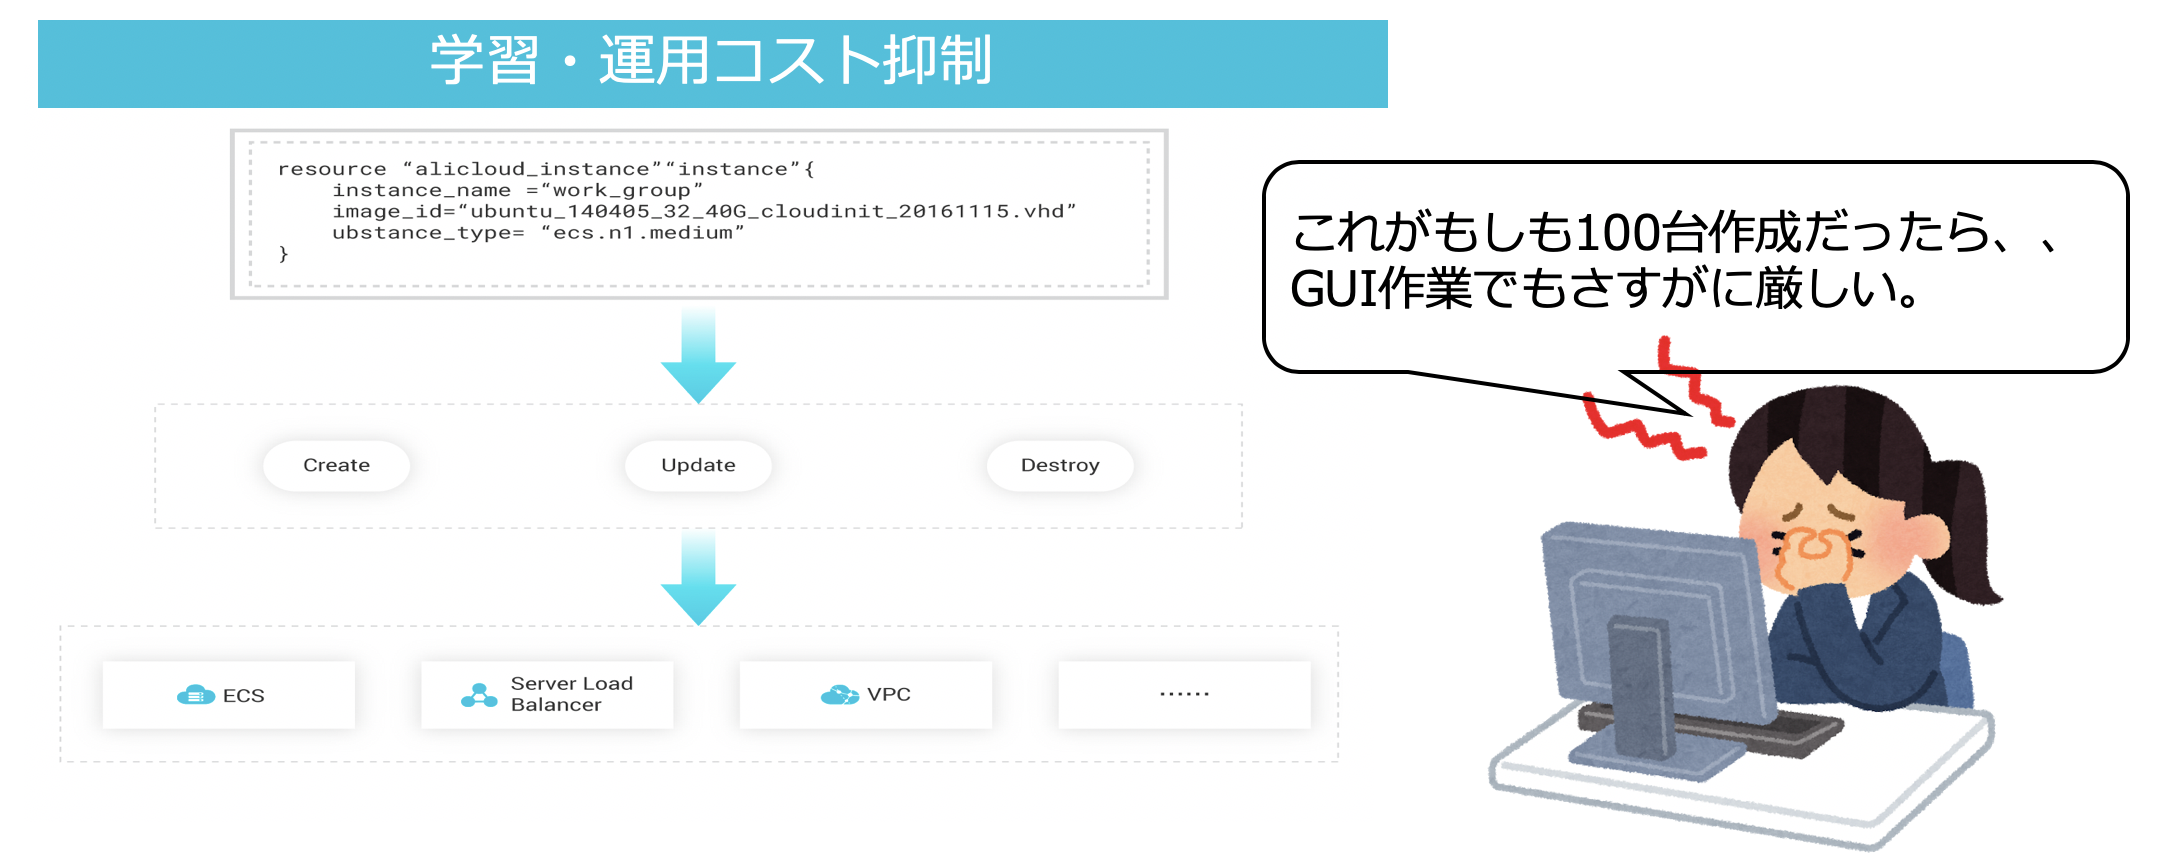 学習・運用コスト抑制
resource “alicloud_instance”“instance”{
instance_name =“work_group”
image_id=“ubuntu_140405_32_40G_cloudinit_20161115.vhd”
ubstance_type= “ecs.n1.medium”
}
これがもしも100台作成だったら、、
GUI作業でもさすがに厳しい。
Create
Update
Destroy
ECS
Server Load
Balancer
VPC
······